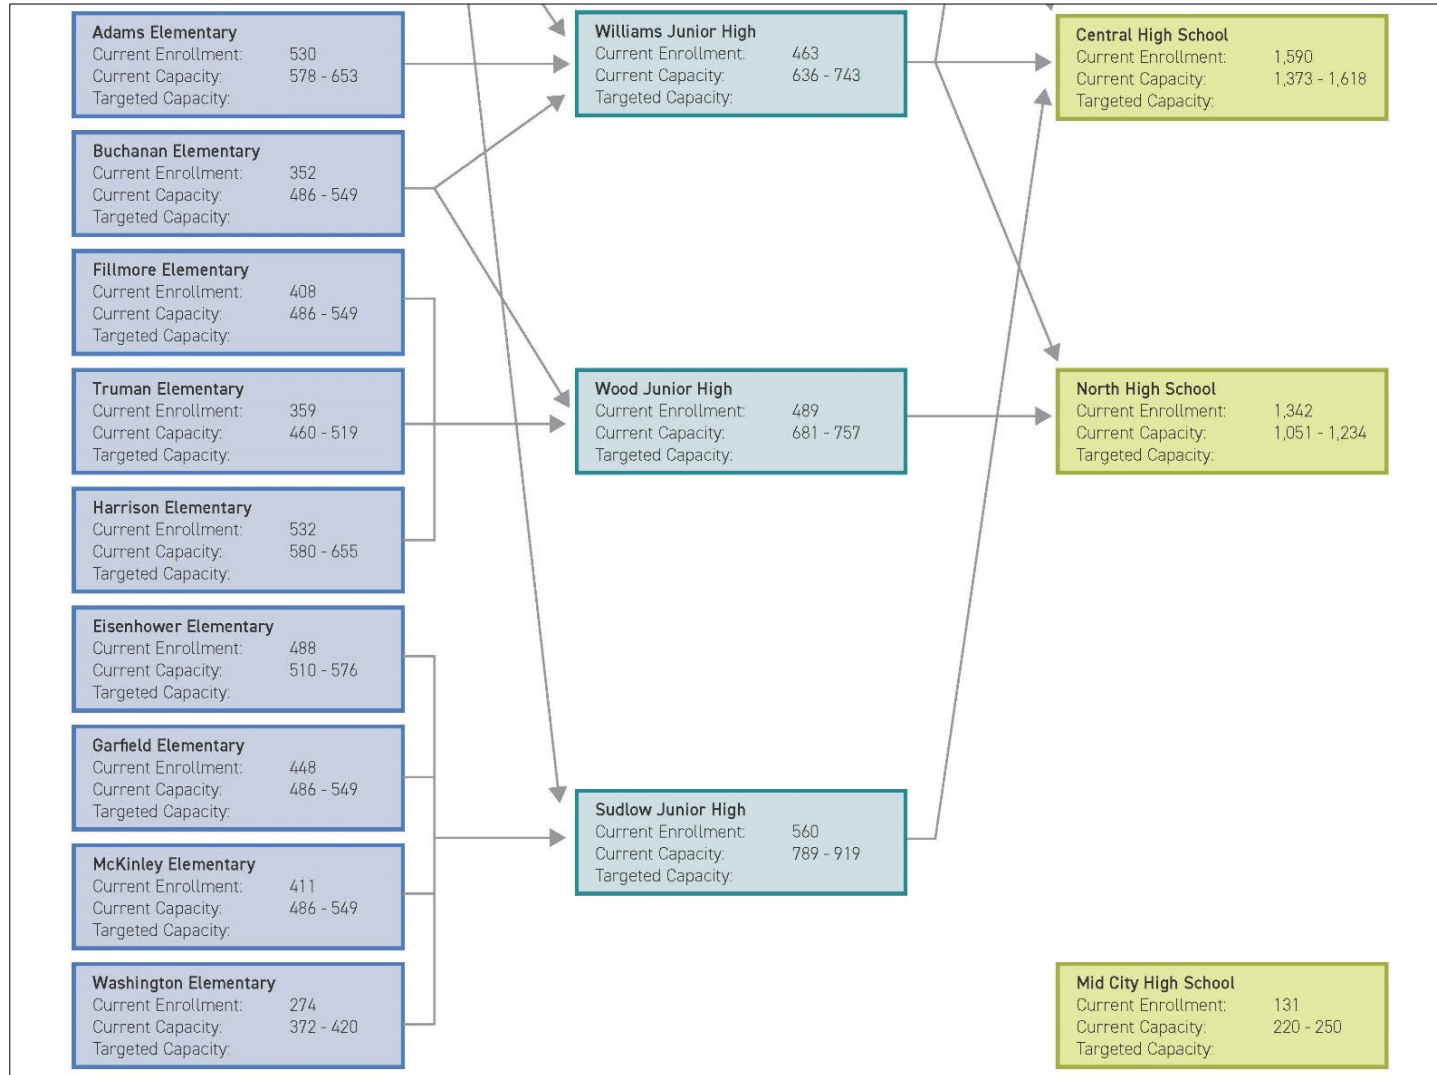 Adams Elementary
Current Enrollment: 530
Current Capacity: 578 - 653
Targeted Capacity:
Buchanan Elementary
Current Enrollment: 352
Current Capacity: 486 - 549
Targeted Capacity:
Fillmore Elementary
Current Enrollment: 408
Current Capacity: 486 - 549
Targeted Capacity:
Truman Elementary
Current Enrollment: 359
Current Capacity: 460 - 519
Targeted Capacity:
Harrison Elementary
Current Enrollment: 532
Current Capacity: 580 - 655
Targeted Capacity:
Eisenhower Elementary
Current Enrollment: 488
Current Capacity: 510 - 576
Targeted Capacity:
Garfield Elementary
Current Enrollment: 448
Current Capacity: 486 - 549
Targeted Capacity:
McKinley Elementary
Current Enrollment: 411
Current Capacity: 486 - 549
Targeted Capacity:
Washington Elementary
Current Enrollment: 274
Current Capacity: 372 - 420
Targeted Capacity:
Williams Junior High
Current Enrollment: 463
Current Capacity: 636 - 743
Targeted Capacity:
Wood Junior High
Current Enrollment: 489
Current Capacity: 681 - 757
Targeted Capacity:
Sudlow Junior High
Current Enrollment: 560
Current Capacity: 789 - 919
Targeted Capacity:
Central High School
Current Enrollment: 1,590
Current Capacity: 1,373 - 1,618
Targeted Capacity:
North High School
Current Enrollment: 1,342
Current Capacity: 1,051 - 1,234
Targeted Capacity:
Mid City High School
Current Enrollment: 131
Current Capacity: 220 - 250
Targeted Capacity: